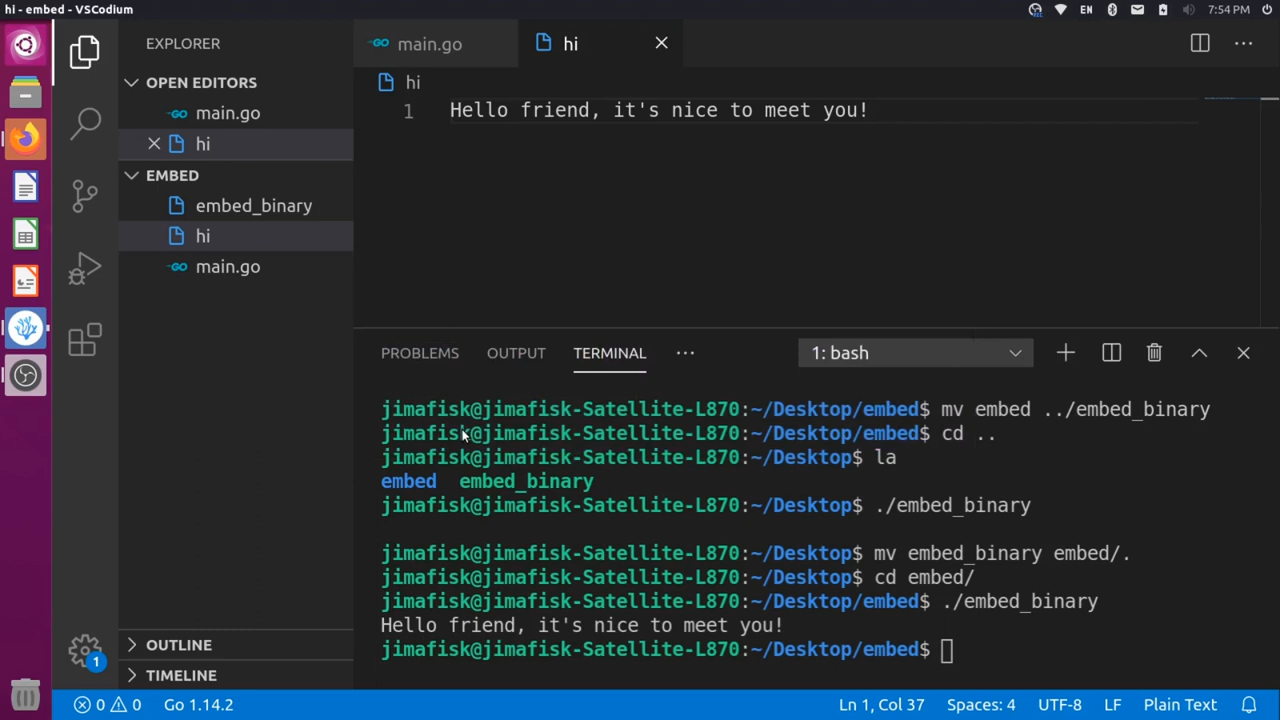 hi - embed - VSCodium
EN
7:54 PM
EXPLORER
OPEN EDITORS
main.go
hi
EMBED
embed_binary
hi
main.go
OUTLINE
TIMELINE
1
main.go
hi
hi
1 Hello friend, it's nice to meet you!
PROBLEMS OUTPUT TERMINAL ··· 1: bash
jimafisk@jimafisk-Satellite-L870:~/Desktop/embed$ mv embed ../embed_binary
jimafisk@jimafisk-Satellite-L870:~/Desktop/embed$ cd ..
jimafisk@jimafisk-Satellite-L870:~/Desktop$ la
embed embed_binary
jimafisk@jimafisk-Satellite-L870:~/Desktop$ ./embed_binary
jimafisk@jimafisk-Satellite-L870:~/Desktop$ mv embed_binary embed/.
jimafisk@jimafisk-Satellite-L870:~/Desktop$ cd embed/
jimafisk@jimafisk-Satellite-L870:~/Desktop/embed$ ./embed_binary
Hello friend, it's nice to meet you!
jimafisk@jimafisk-Satellite-L870:~/Desktop/embed$
0 0 Go 1.14.2 Ln 1, Col 37 Spaces: 4 UTF-8 LF Plain Text